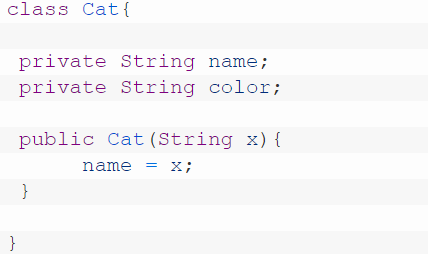 class Cat{
private String name;
private String color;
public Cat(String x){
name = x;
}
}